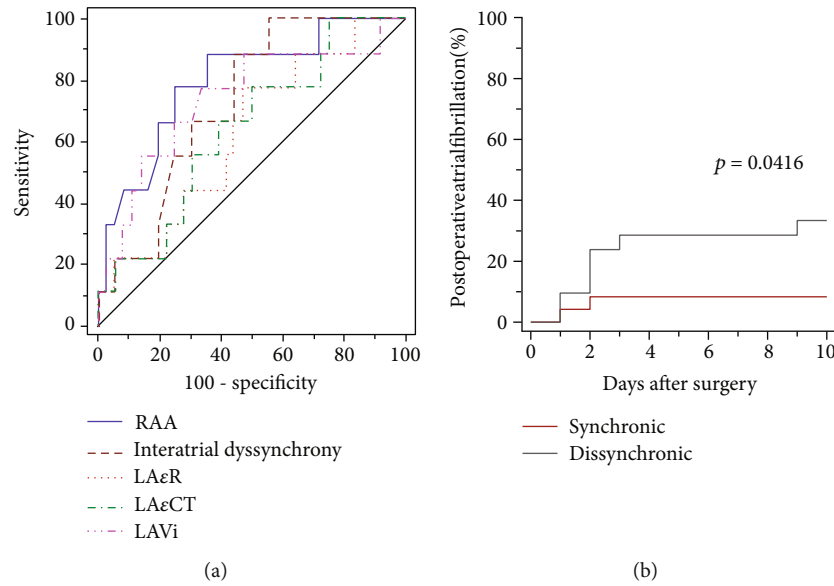 100
80
60
40
20
0
Sensitivity
0 20 40 60 80 100
100 - specificity
RAA
Interatrial dyssynchrony
LAεR
LAεCT
LAVi
(a)
100
80
60
40
20
10
0
Postoperativeatrialfibrillation(%)
p = 0.0416
0 2 4 6 8 10
Days after surgery
Synchronic
Dissynchronic
(b)